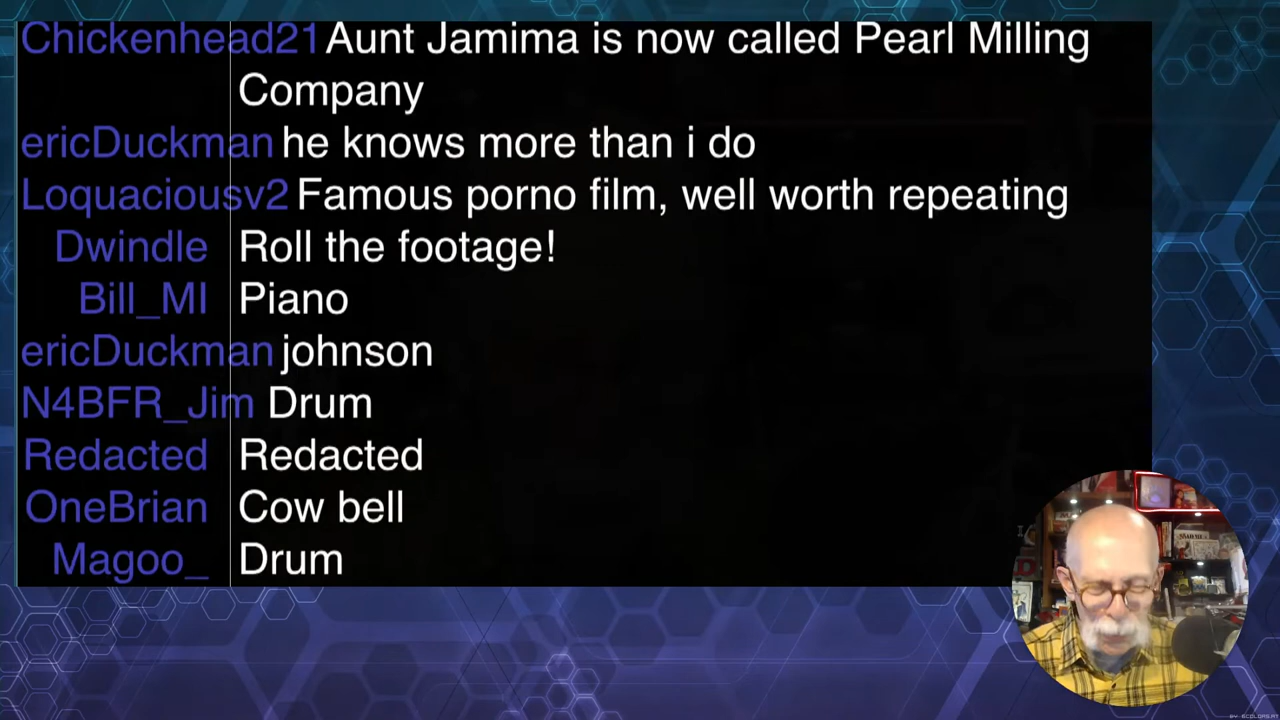 Chickenhead21 Aunt Jamima is now called Pearl Milling
Company
ericDuckman he knows more than i do
Loquaciousv2 Famous porno film, well worth repeating
Dwindle Roll the footage!
Bill_MI Piano
ericDuckman johnson
N4BFR_Jim Drum
Redacted Redacted
OneBrian Cow bell
Magoo_ Drum